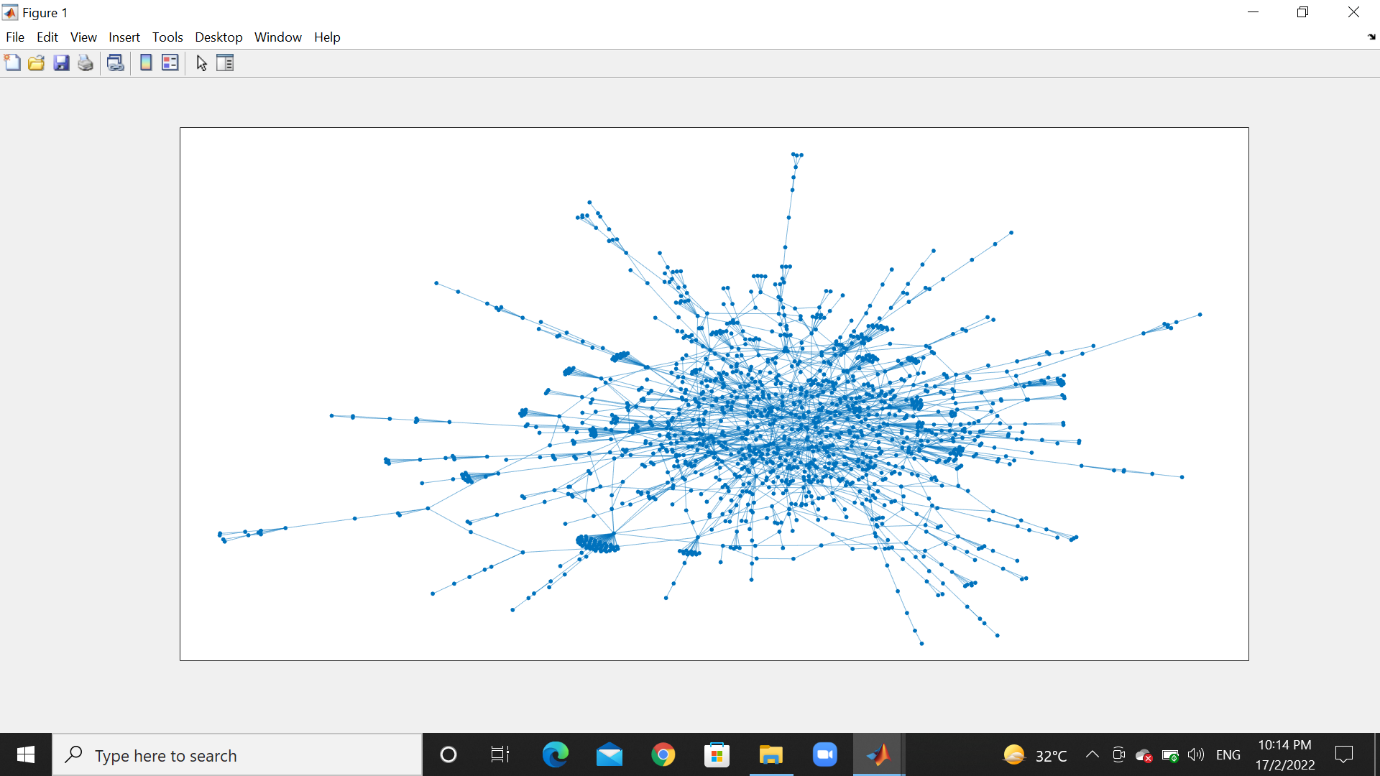 Figure 1
File Edit View Insert Tools Desktop Window Help
Type here to search
32°C
ENG
10:14 PM
17/2/2022